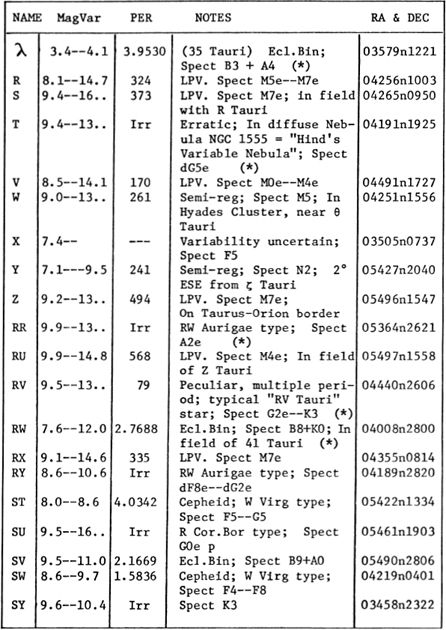 NAME MagVar PER NOTES RA & DEC
λ 3.4--4.1 3.9530 (35 Tauri) Ecl.Bin; 03579n1221
Spect B3 + A4 (*)
R 8.1--14.7 324 LPV. Spect M5e--M7e 04256n1003
S 9.4--16.. 373 LPV. Spect M7e; in field 04265n0950
with R Tauri
T 9.4--13.. Irr Erratic; In diffuse Neb- 04191n1925
ula NGC 1555 = "Hind's
Variable Nebula"; Spect
dG5e (*)
V 8.5--14.1 170 LPV. Spect M0e--M4e 04491n1727
W 9.0--13.. 261 Semi-reg; Spect M5; In 04251n1556
Hyades Cluster, near θ
Tauri
X 7.4-- --- Variability uncertain; 03505n0737
Spect F5
Y 7.1---9.5 241 Semi-reg; Spect N2; 2° 05427n2040
ESE from ζ Tauri
Z 9.2--13.. 494 LPV. Spect M7e; 05496n1547
On Taurus-Orion border
RR 9.9--13.. Irr RW Aurigae type; Spect 05364n2621
A2e (*)
RU 9.9--14.8 568 LPV. Spect M4e; In field 05497n1558
of Z Tauri
RV 9.5--13.. 79 Peculiar, multiple peri- 04440n2606
od; typical "RV Tauri"
star; Spect G2e--K3 (*)
RW 7.6--12.0 2.7688 Ecl.Bin; Spect B8+K0; In 04008n2800
field of 41 Tauri (*)
RX 9.1--14.6 335 LPV. Spect M7e 04355n0814
RY 8.6--10.6 Irr RW Aurigae type; Spect 04189n2820
dF8e--dG2e
ST 8.0--8.6 4.0342 Cepheid; W Virg type; 05422n1334
Spect F5--G5
SU 9.5--16.. Irr R Cor.Bor type; Spect 05461n1903
G0e p
SV 9.5--11.0 2.1669 Ecl.Bin; Spect B9+A0 05490n2806
SW 8.6--9.7 1.5836 Cepheid; W Virg type; 04219n0401
Spect F4--F8
SY 9.6--10.4 Irr Spect K3 03458n2322